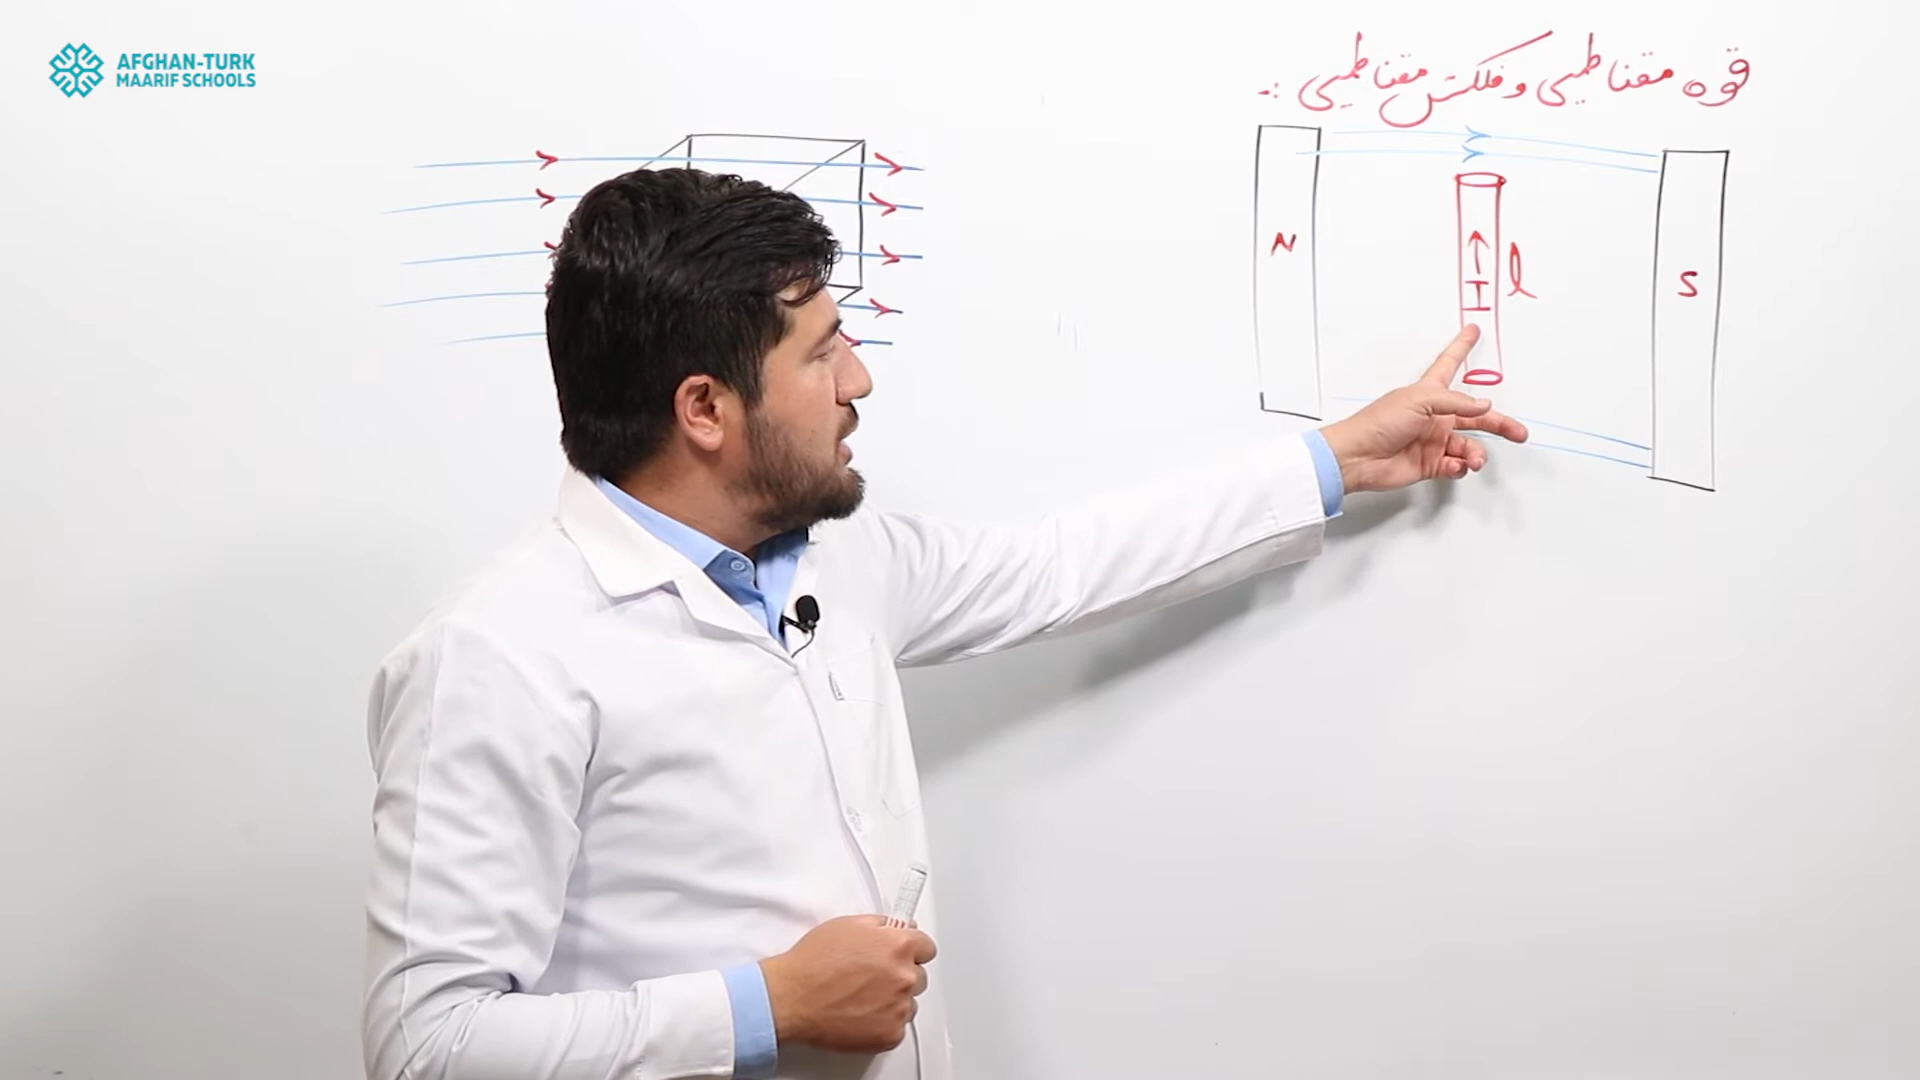 AFGHAN-TURK
MAARIF SCHOOLS
قوه مقناطیسی و فلکس مقناطیسی :-
N
I
l
S